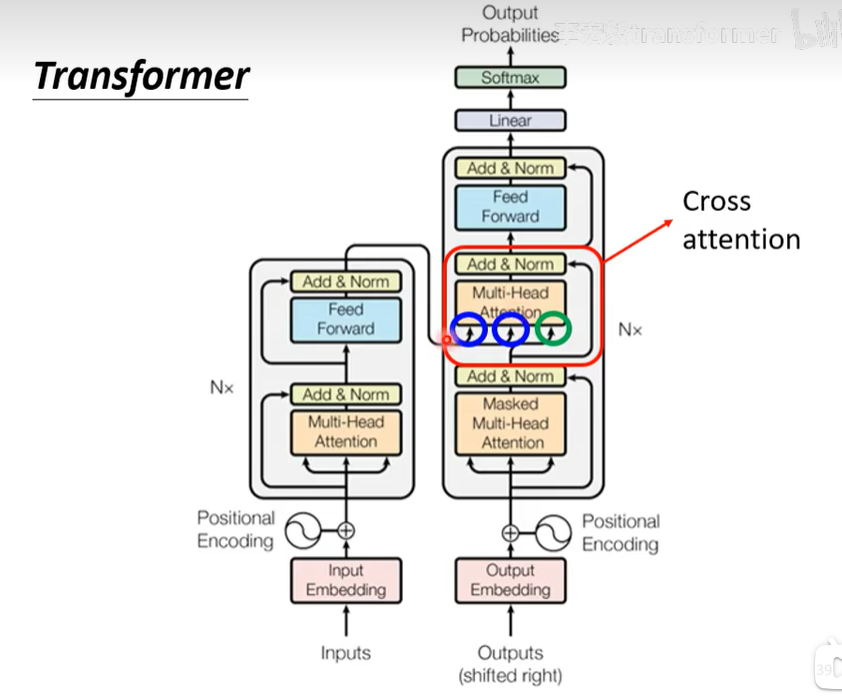 Transformer
Output
Probabilities
Softmax
Linear
Add & Norm
Feed
Forward
Cross
attention
Add & Norm
Multi-Head
Attention
Nx
Add & Norm
Masked
Multi-Head
Attention
Add & Norm
Feed
Forward
Nx
Add & Norm
Multi-Head
Attention
Positional
Encoding
Positional
Encoding
Input
Embedding
Output
Embedding
Inputs
Outputs
(shifted right)
transformer
39